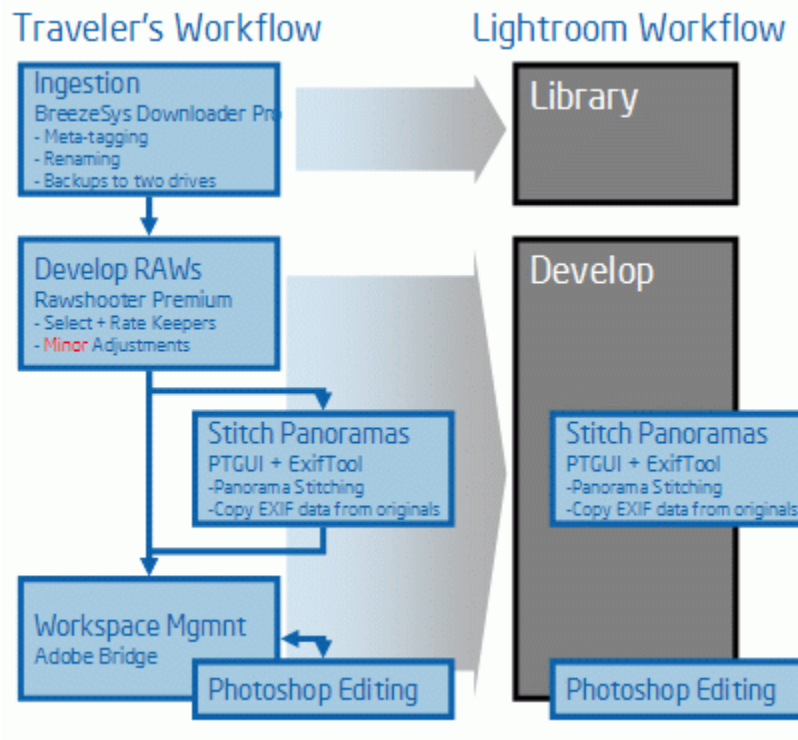 Traveler's Workflow
Lightroom Workflow
Ingestion
BreezeSys Downloader Pro
- Meta-tagging
- Renaming
- Backups to two drives
Library
Develop RAWs
Rawshooter Premium
- Select + Rate Keepers
- Minor Adjustments
Develop
Stitch Panoramas
PTGUI + ExifTool
-Panorama Stitching
-Copy EXIF data from originals
Stitch Panoramas
PTGUI + ExifTool
-Panorama Stitching
-Copy EXIF data from originals
Workspace Mgmnt
Adobe Bridge
Photoshop Editing
Photoshop Editing